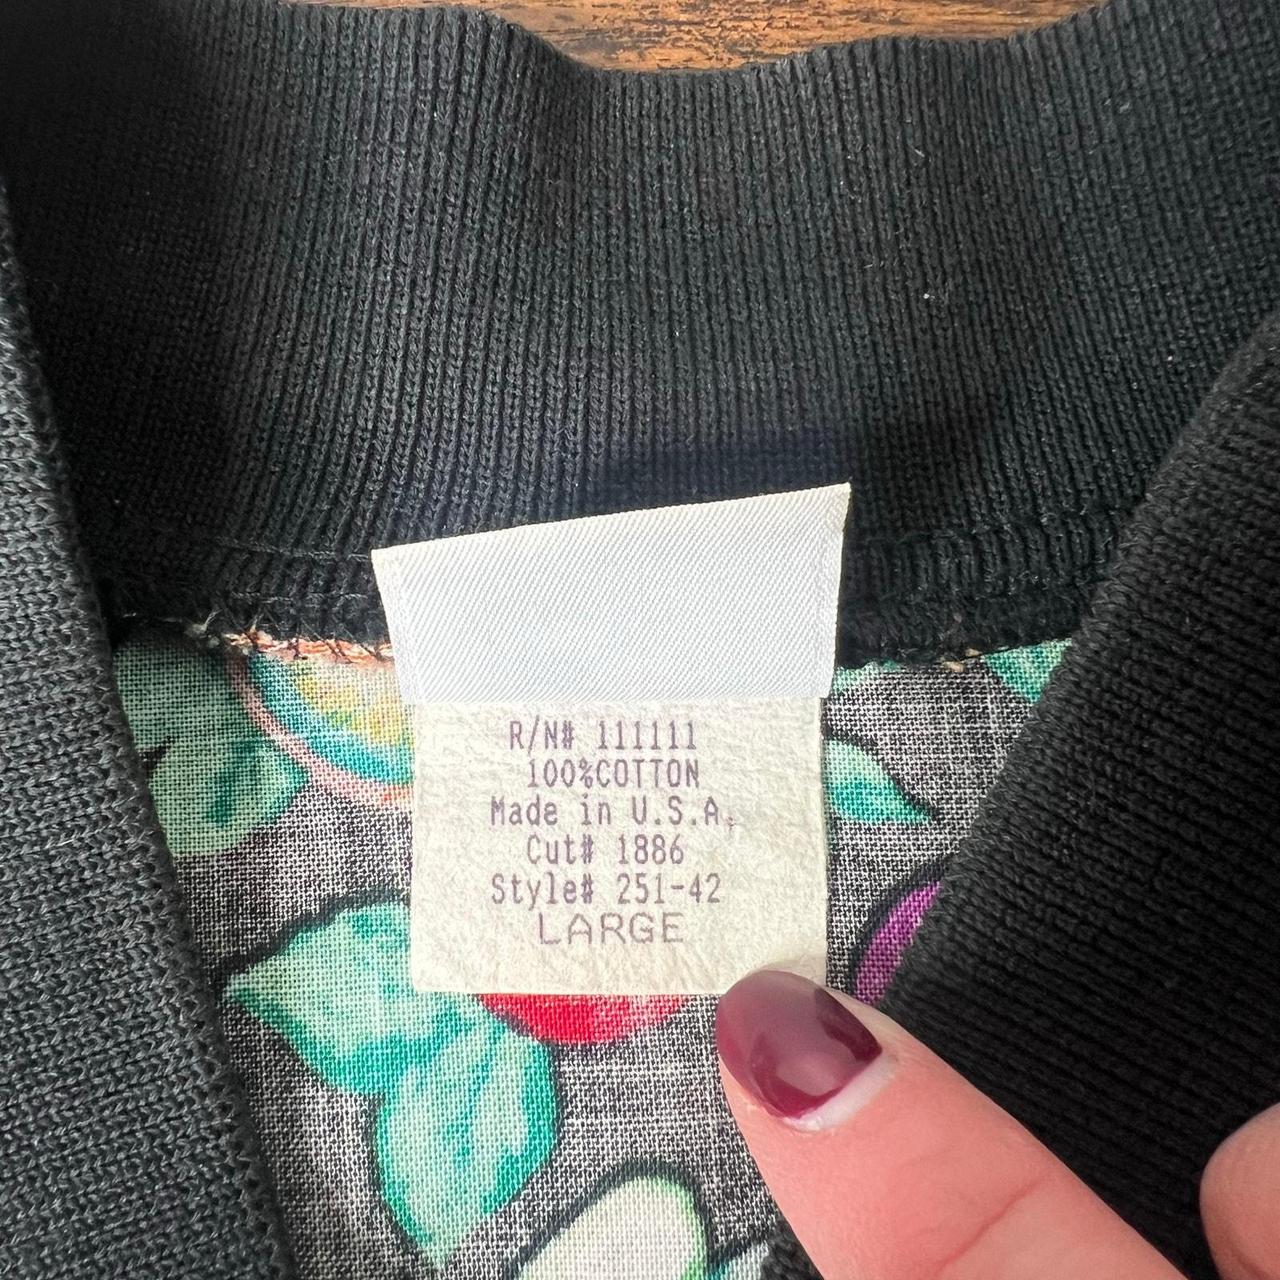 R/N# 111111
100%COTTON
Made in U.S.A.
Cut# 1886
Style# 251-42
LARGE